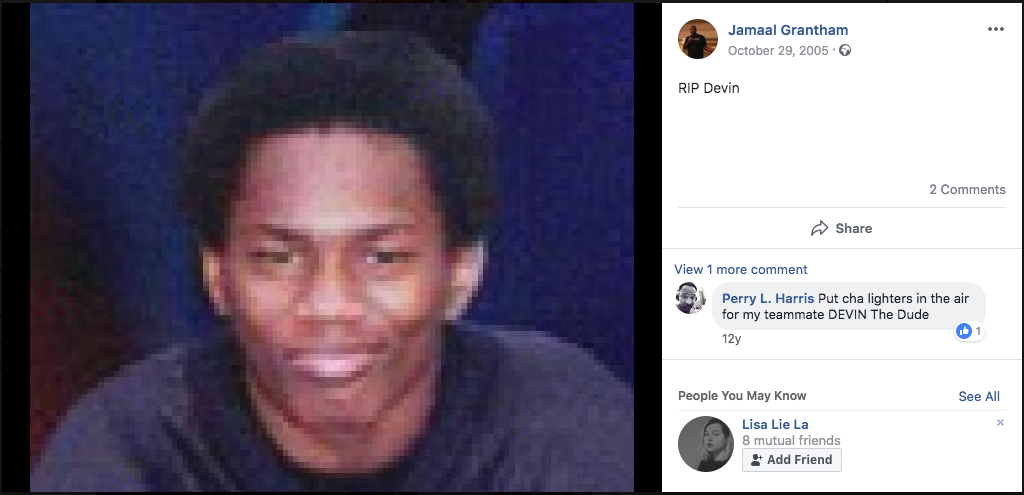 Jamaal Grantham
October 29, 2005 ·
RIP Devin
2 Comments
Share
View 1 more comment
Perry L. Harris Put cha lighters in the air
for my teammate DEVIN The Dude
1
12y
People You May Know
See All
Lisa Lie La
8 mutual friends
Add Friend